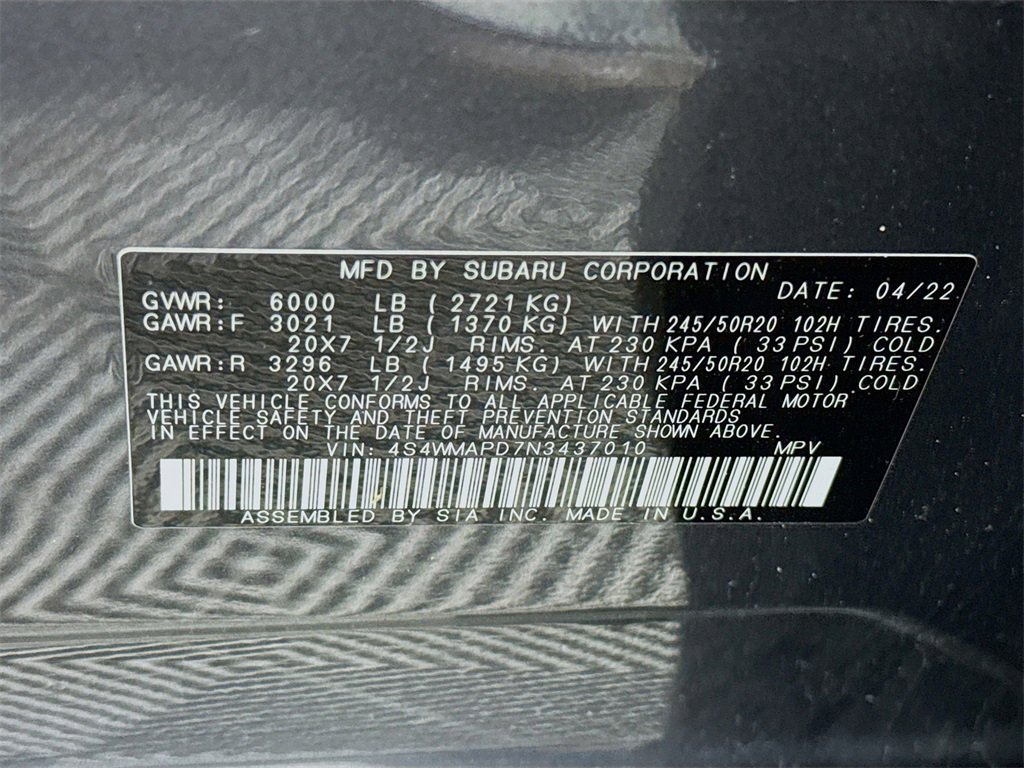 MFD BY SUBARU CORPORATION
DATE: 04/22
GVWR: 6000 LB ( 2721 KG)
GAWR:F 3021 LB ( 1370 KG) WITH 245/50R20 102H TIRES.
20X7 1/2J RIMS. AT 230 KPA ( 33 PSI) COLD
GAWR:R 3296 LB ( 1495 KG) WITH 245/50R20 102H TIRES.
20X7 1/2J RIMS. AT 230 KPA ( 33 PSI) COLD
THIS VEHICLE CONFORMS TO ALL APPLICABLE FEDERAL MOTOR
VEHICLE SAFETY AND THEFT PREVENTION STANDARDS
IN EFFECT ON THE DATE OF MANUFACTURE SHOWN ABOVE.
VIN: 4S4WMAPD7N3437010 MPV
ASSEMBLED BY SIA INC. MADE IN U.S.A.